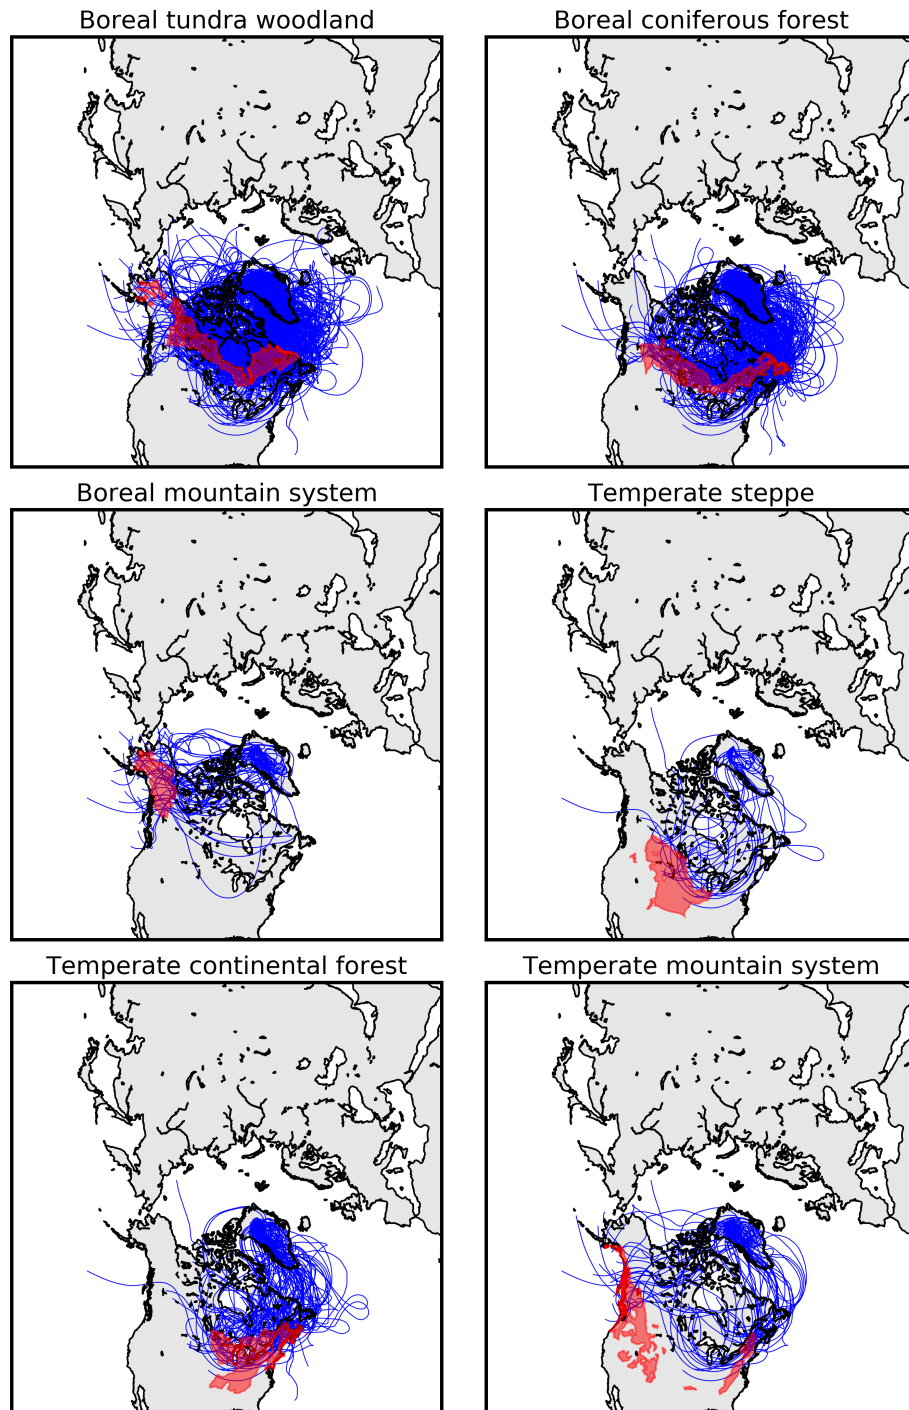 Boreal tundra woodland
Boreal coniferous forest
Boreal mountain system
Temperate steppe
Temperate continental forest
Temperate mountain system